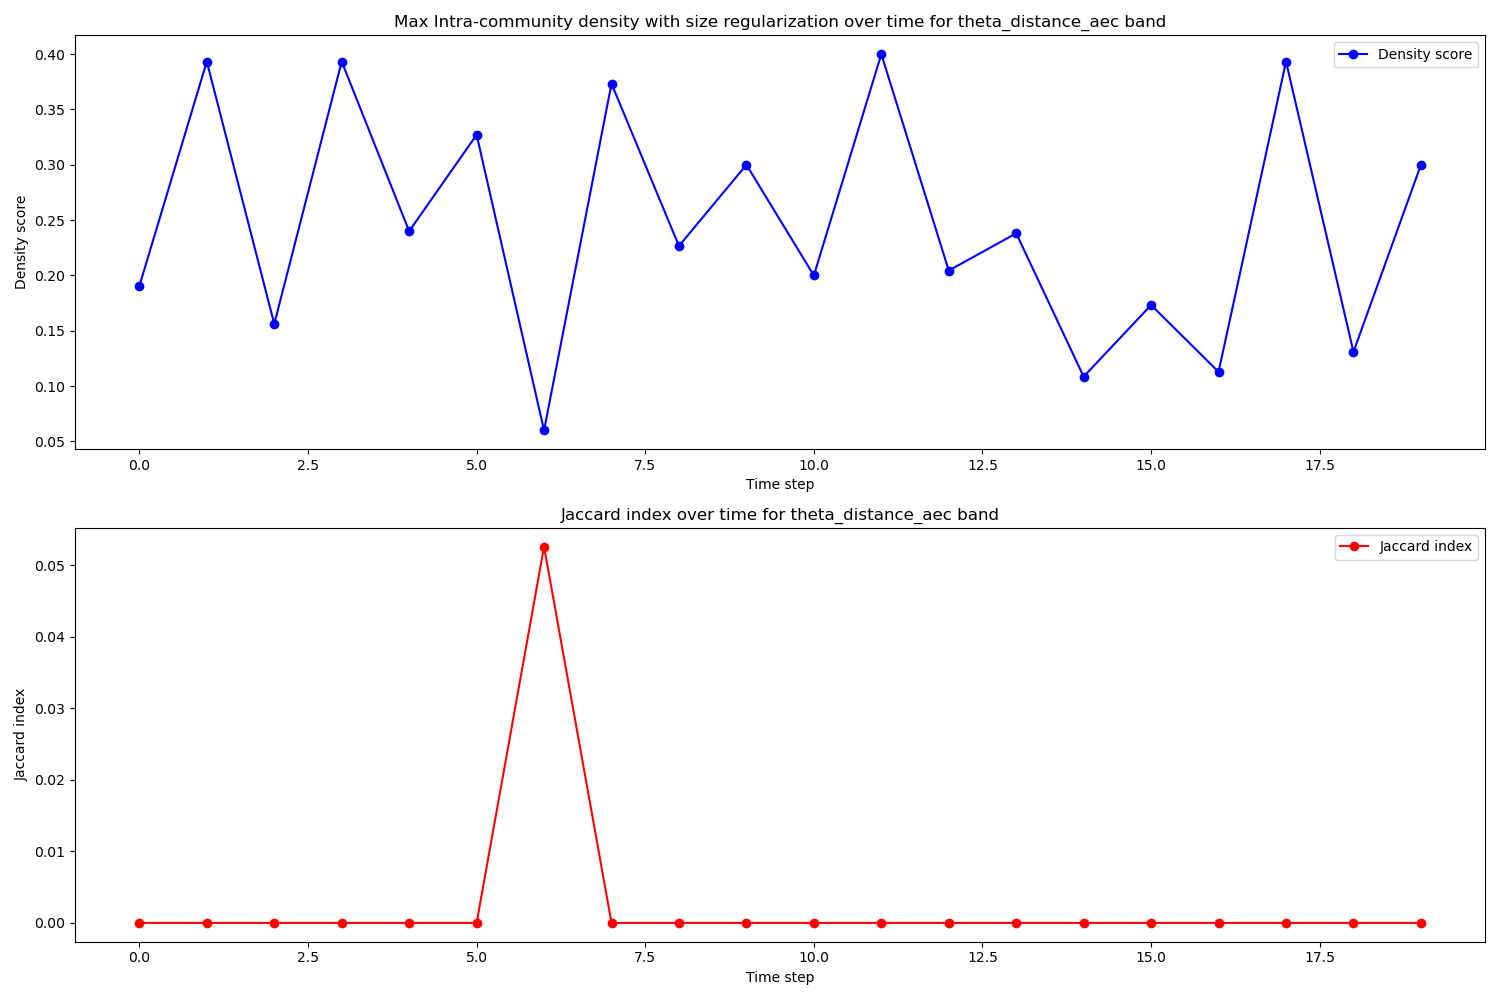 Max Intra-community density with size regularization over time for theta_distance_aec band
Density score
0.40
0.35
0.30
0.25
0.20
0.15
0.10
0.05
Density score
0.0 2.5 5.0 7.5 10.0 12.5 15.0 17.5
Time step
Jaccard index over time for theta_distance_aec band
Jaccard index
0.05
0.04
0.03
0.02
0.01
0.00
Jaccard index
0.0 2.5 5.0 7.5 10.0 12.5 15.0 17.5
Time step